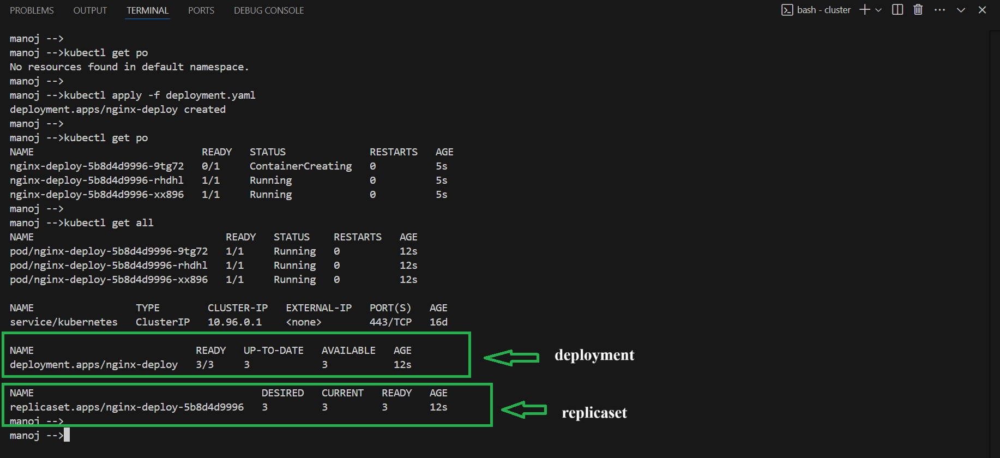 PROBLEMS OUTPUT TERMINAL PORTS DEBUG CONSOLE bash - cluster
manoj -->
manoj -->kubectl get po
No resources found in default namespace.
manoj -->
manoj -->kubectl apply -f deployment.yaml
deployment.apps/nginx-deploy created
manoj -->
manoj -->kubectl get po
NAME READY STATUS RESTARTS AGE
nginx-deploy-5b8d4d9996-9tg72 0/1 ContainerCreating 0 5s
nginx-deploy-5b8d4d9996-rhdhl 1/1 Running 0 5s
nginx-deploy-5b8d4d9996-xx896 1/1 Running 0 5s
manoj -->
manoj -->kubectl get all
NAME READY STATUS RESTARTS AGE
pod/nginx-deploy-5b8d4d9996-9tg72 1/1 Running 0 12s
pod/nginx-deploy-5b8d4d9996-rhdhl 1/1 Running 0 12s
pod/nginx-deploy-5b8d4d9996-xx896 1/1 Running 0 12s
NAME TYPE CLUSTER-IP EXTERNAL-IP PORT(S) AGE
service/kubernetes ClusterIP 10.96.0.1 <none> 443/TCP 16d
NAME READY UP-TO-DATE AVAILABLE AGE
deployment.apps/nginx-deploy 3/3 3 3 12s
deployment
NAME DESIRED CURRENT READY AGE
replicaset.apps/nginx-deploy-5b8d4d9996 3 3 3 12s
replicaset
manoj -->
manoj -->